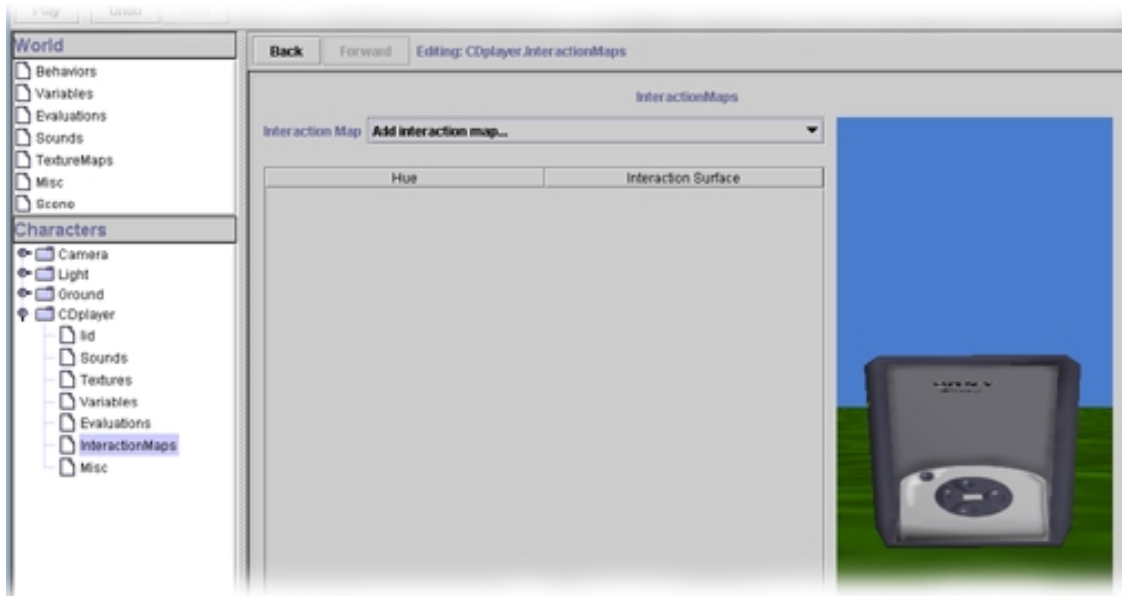 Play Undo
World
Behaviors
Variables
Evaluations
Sounds
TextureMaps
Misc
Scene
Characters
Camera
Light
Ground
CDplayer
lid
Sounds
Textures
Variables
Evaluations
InteractionMaps
Misc
Back Forward Editing: CDplayer.InteractionMaps
InteractionMaps
Interaction Map Add interaction map...
Hue Interaction Surface